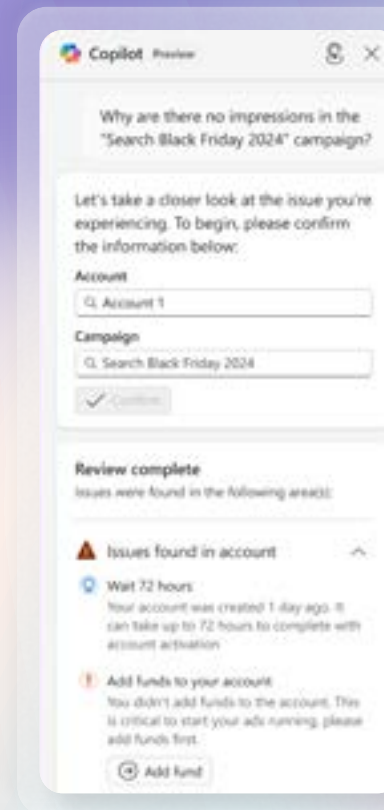 Copilot Preview
Why are there no impressions in the
"Search Black Friday 2024" campaign?
Let's take a closer look at the issue you're
experiencing. To begin, please confirm
the information below:
Account
Account 1
Campaign
Search Black Friday 2024
Confirm
Review complete
Issues were found in the following area(s):
Issues found in account
Wait 72 hours
Your account was created 1 day ago. It
can take up to 72 hours to complete with
account activation
Add funds to your account
You didn't add funds to the account. This
is critical to start your ads running, please
add funds first.
Add fund